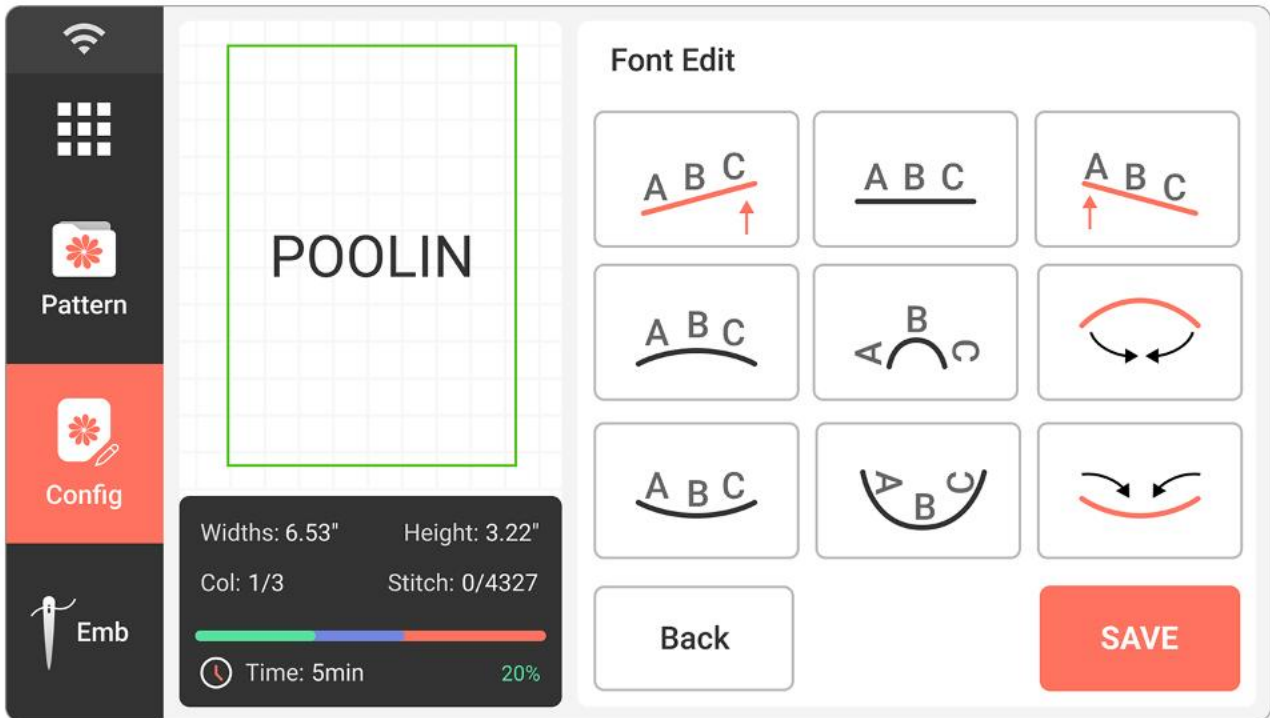 Pattern
Config
Emb
POOLIN
Widths: 6.53" Height: 3.22"
Col: 1/3 Stitch: 0/4327
Time: 5min 20%
Font Edit
A B C
A B C
A B C
A B C
A B C
A B C
A B C
Back
SAVE